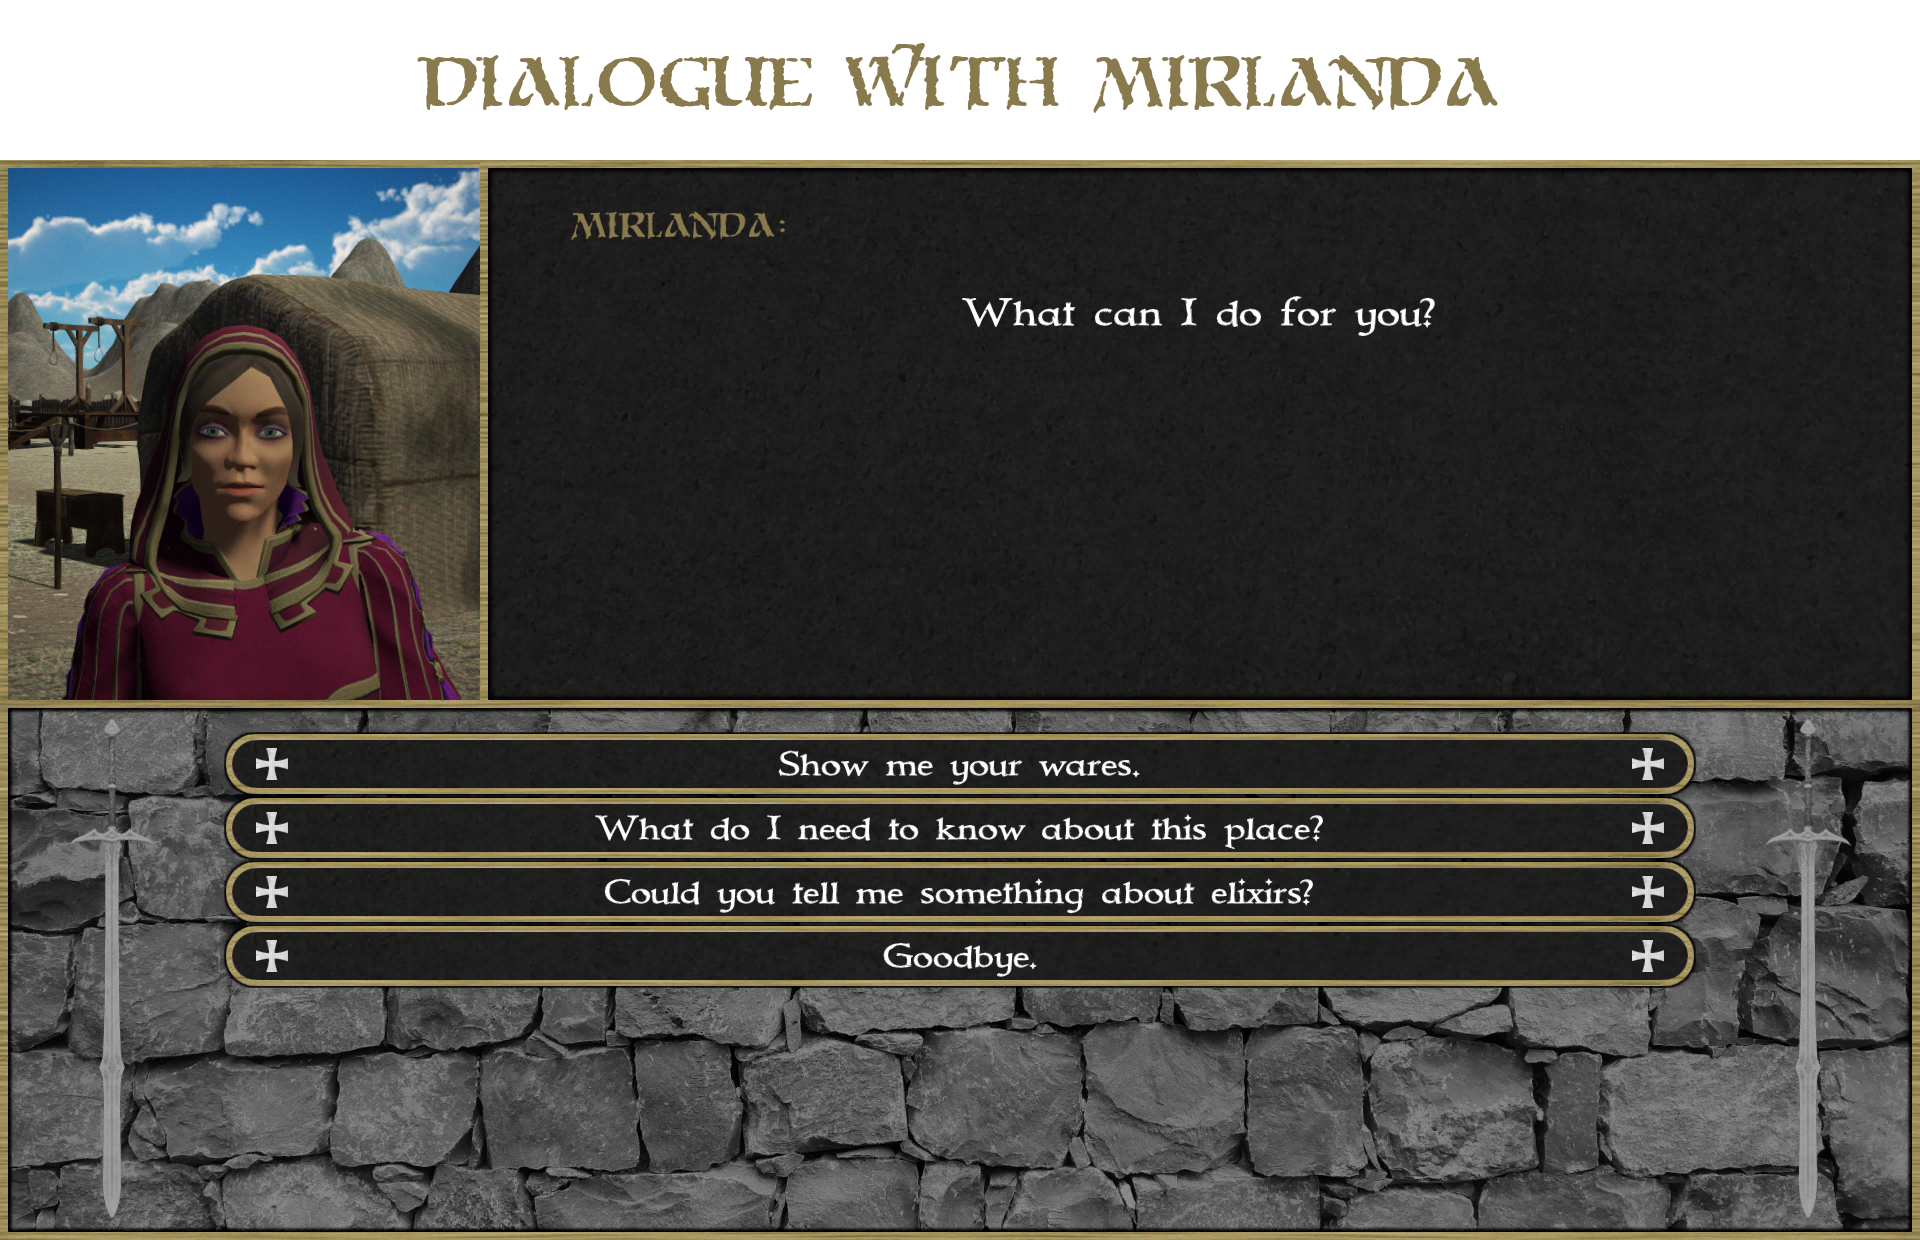 DIALOGUE WITH MIRLANDA
MIRLANDA:
What can I do for you?
Show me your wares.
What do I need to know about this place?
Could you tell me something about elixirs?
Goodbye.